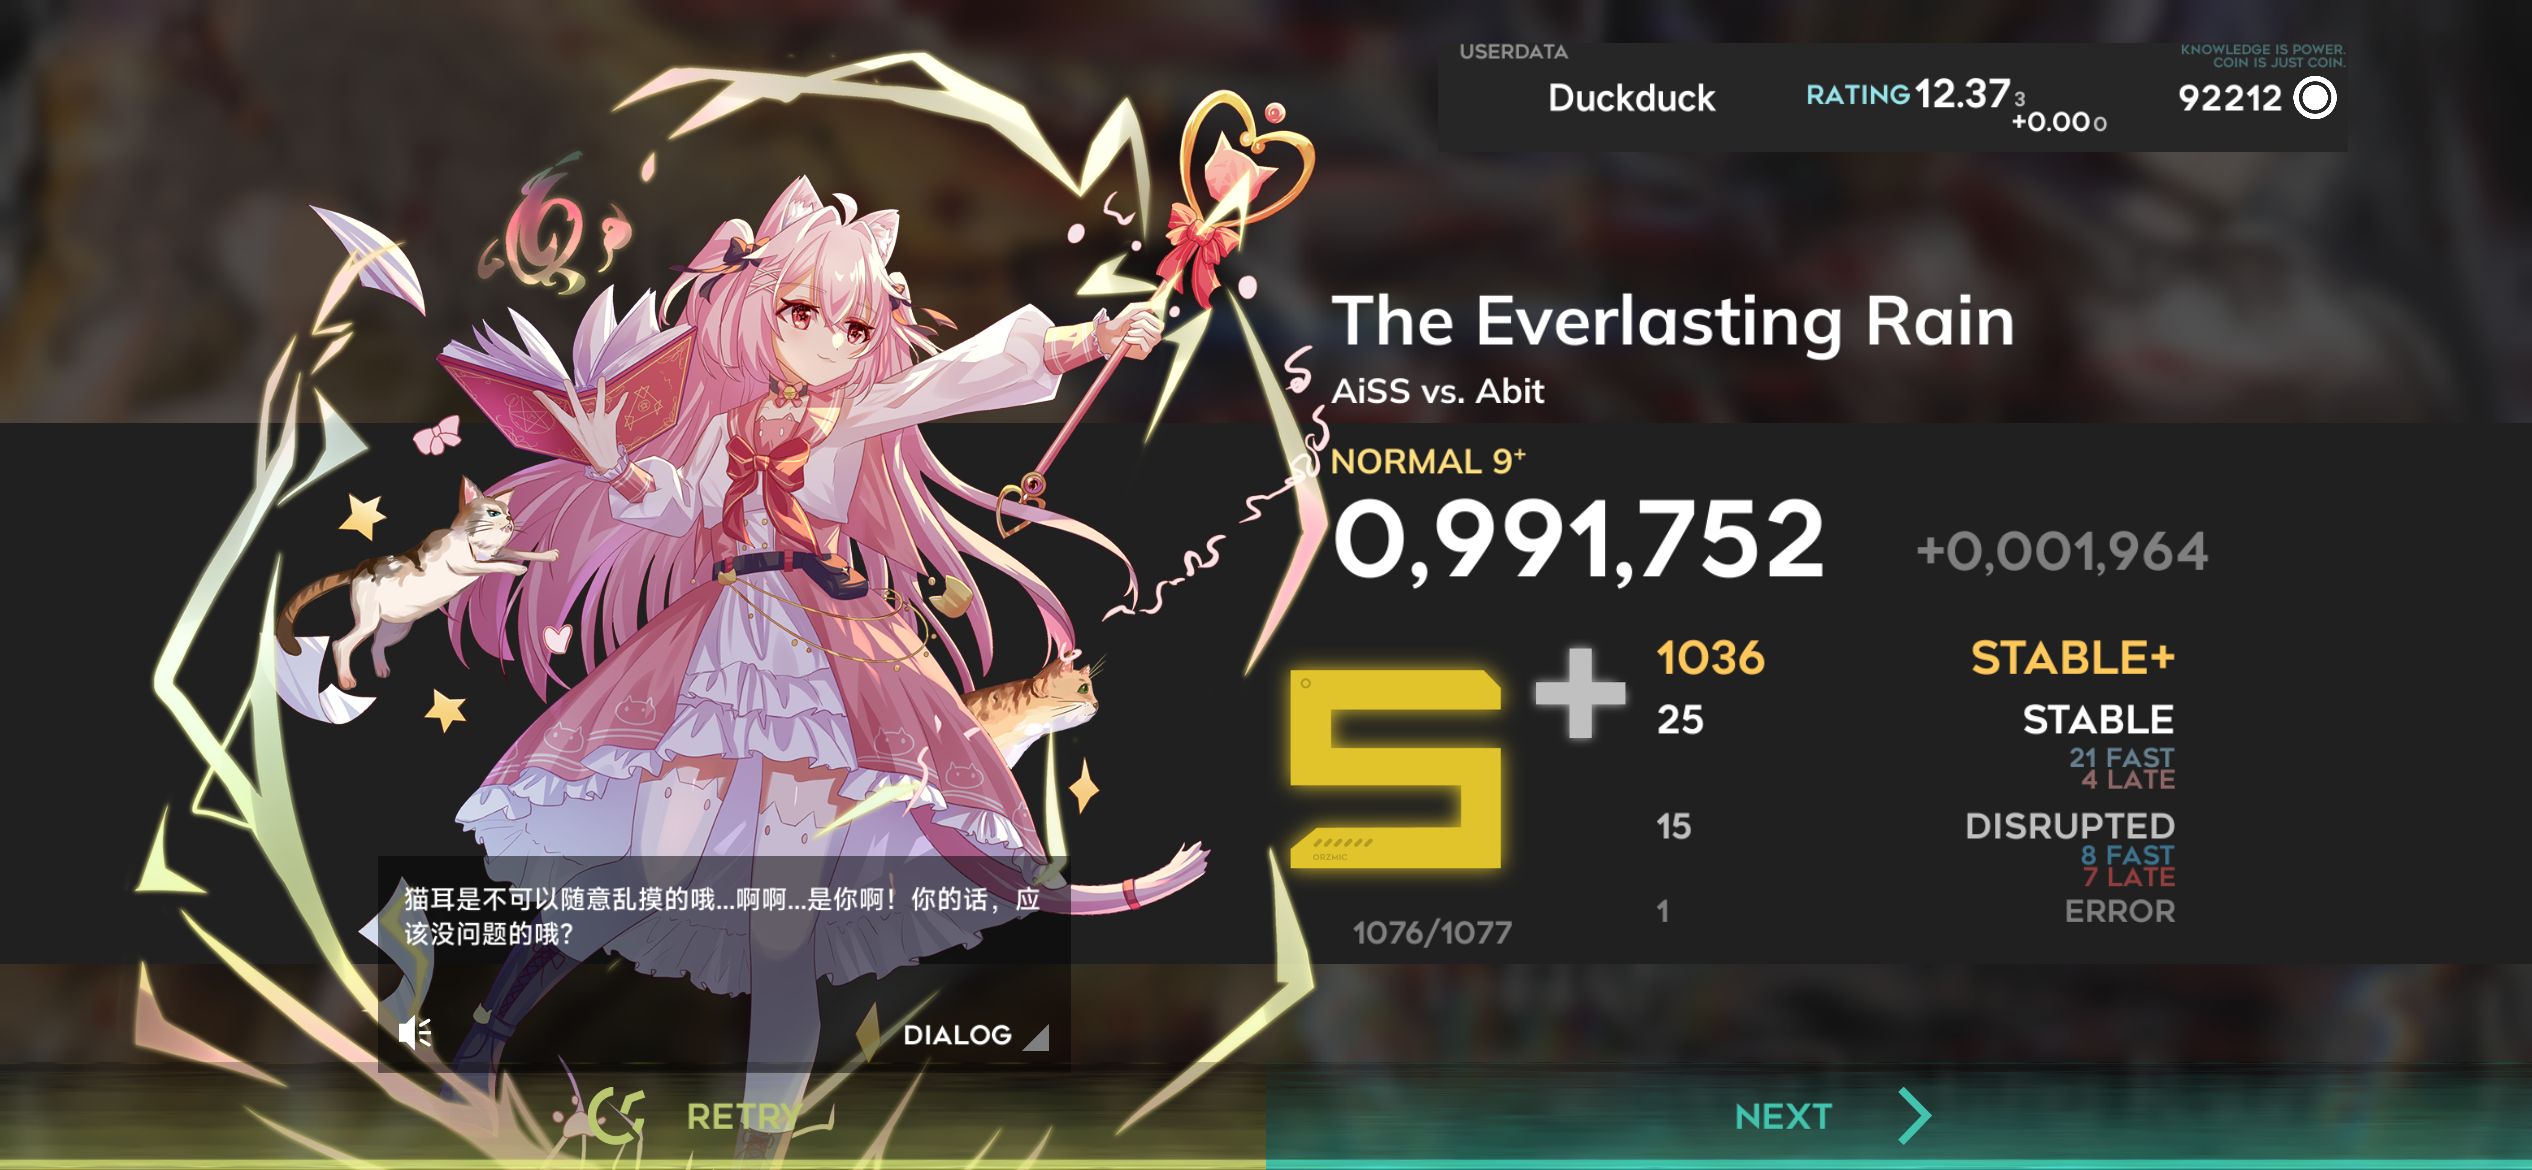 USERDATA
KNOWLEDGE IS POWER.
COIN IS JUST COIN.
Duckduck
RATING 12.373
+0.000
92212
The Everlasting Rain
AiSS vs. Abit
NORMAL 9+
0,991,752
+0,001,964
S+
ORZMIC
1036 STABLE+
25 STABLE
21 FAST
4 LATE
15 DISRUPTED
8 FAST
7 LATE
1 ERROR
1076/1077
猫耳是不可以随意乱摸的哦...啊啊...是你啊！你的话，应
该没问题的哦？
DIALOG
RETRY
NEXT